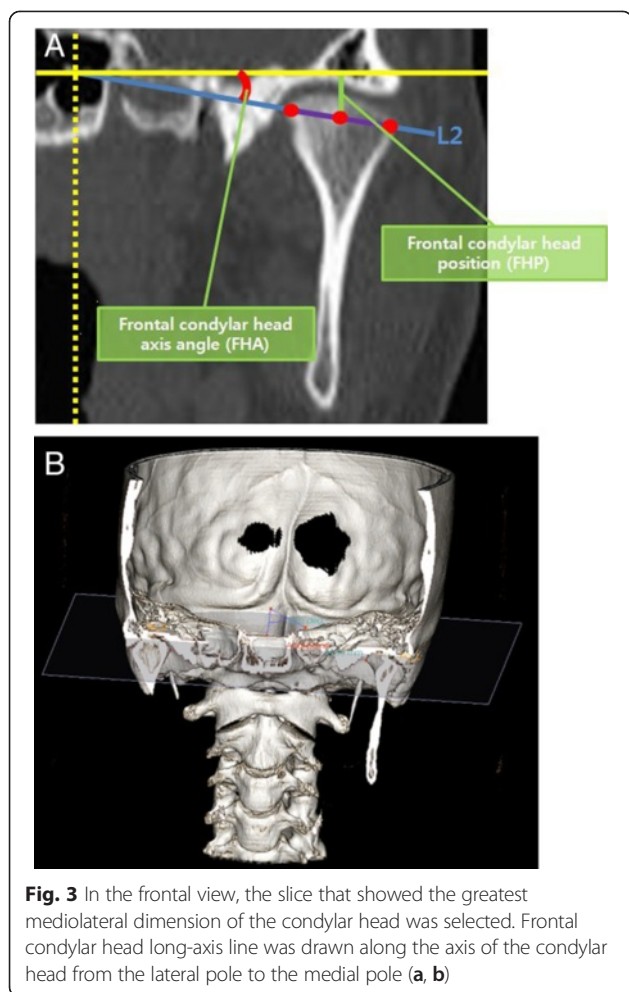 A
L2
Frontal condylar head
position (FHP)
Frontal condylar head
axis angle (FHA)
B
Fig. 3 In the frontal view, the slice that showed the greatest
mediolateral dimension of the condylar head was selected. Frontal
condylar head long-axis line was drawn along the axis of the condylar
head from the lateral pole to the medial pole (a, b)